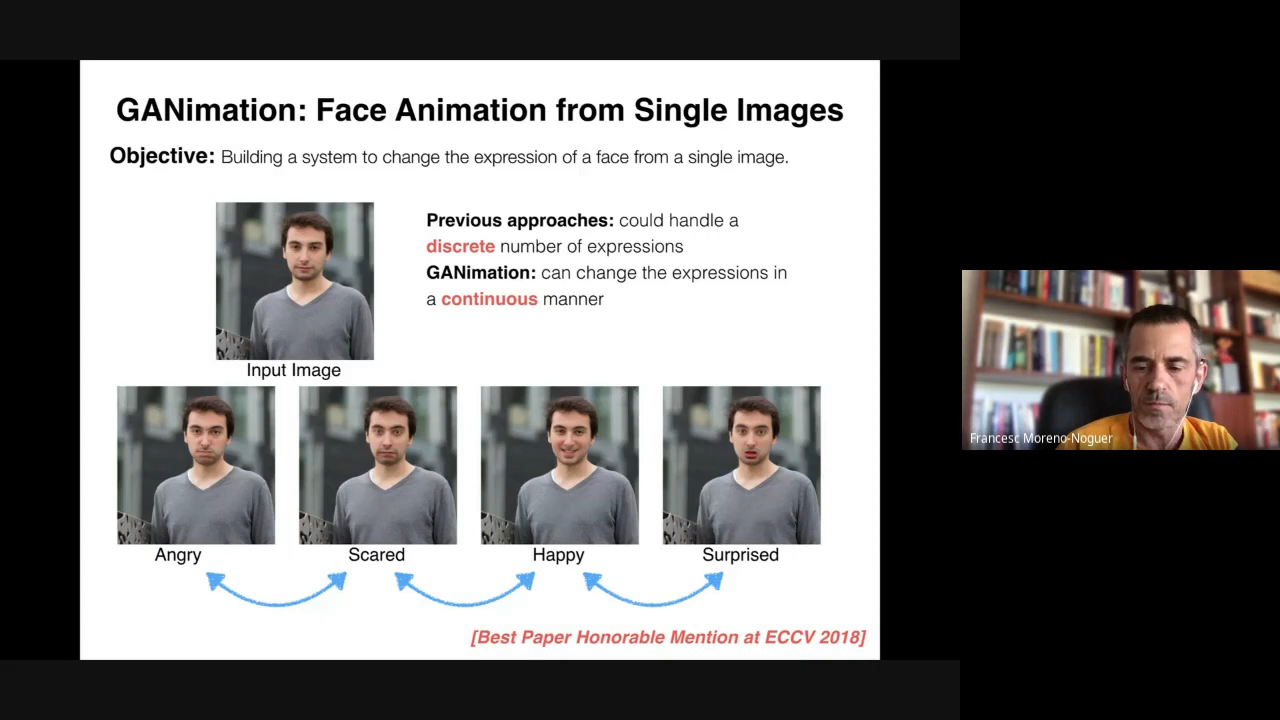 GANimation: Face Animation from Single Images
Objective: Building a system to change the expression of a face from a single image.
Previous approaches: could handle a
discrete number of expressions
GANimation: can change the expressions in
a continuous manner
Input Image
Angry
Scared
Happy
Surprised
[Best Paper Honorable Mention at ECCV 2018]
Francesc Moreno-Noguer